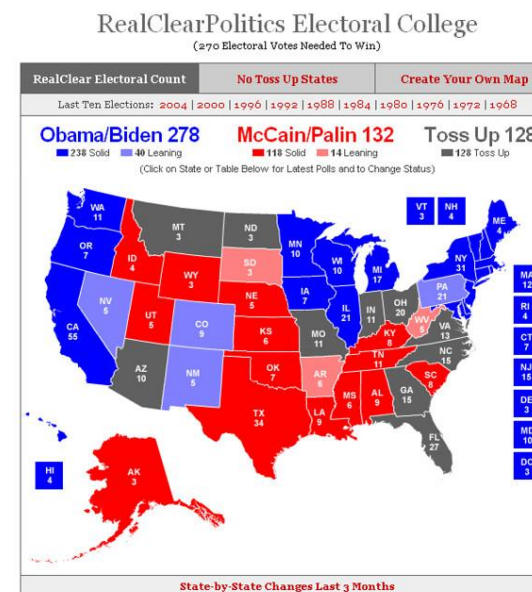 RealClearPolitics Electoral College
(270 Electoral Votes Needed To Win)
RealClear Electoral Count
No Toss Up States
Create Your Own Map
Last Ten Elections: 2004 | 2000 | 1996 | 1992 | 1988 | 1984 | 1980 | 1976 | 1972 | 1968
Obama/Biden 278
McCain/Palin 132
Toss Up 128
238 Solid 40 Leaning
118 Solid 14 Leaning
128 Toss Up
(Click on State or Table Below for Latest Polls and to Change Status)
WA
11
OR
7
CA
55
NV
5
ID
4
MT
3
WY
3
UT
5
AZ
10
CO
9
NM
5
ND
3
SD
3
NE
5
KS
6
OK
7
TX
34
MN
10
IA
7
MO
11
AR
6
LA
9
WI
10
IL
21
MI
17
IN
11
OH
20
KY
8
TN
11
MS
6
AL
9
GA
15
FL
27
SC
8
NC
15
VA
13
WV
5
PA
21
NY
31
VT
3
NH
4
ME
4
MA
12
RI
4
CT
7
NJ
15
DE
3
MD
10
DC
3
HI
4
AK
3
State-by-State Changes Last 3 Months